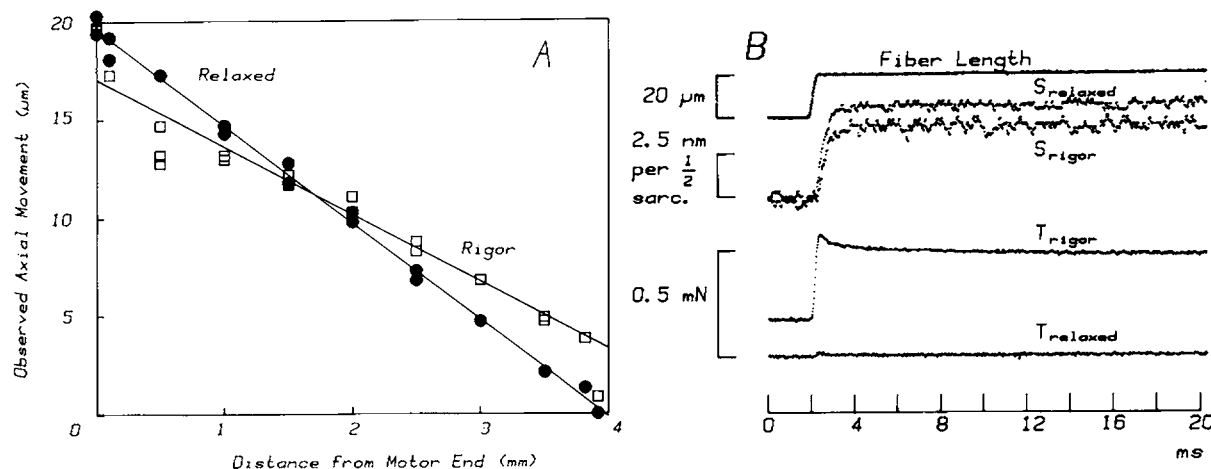 A
20
15
10
5
Observed Axial Movement (μm)
Relaxed
Rigor
0 1 2 3 4
Distance from Motor End (mm)
B
Fiber Length
20 μm
S relaxed
2.5 nm
per 1/2
sarc.
S rigor
T rigor
0.5 mN
T relaxed
0 4 8 12 16 20
ms